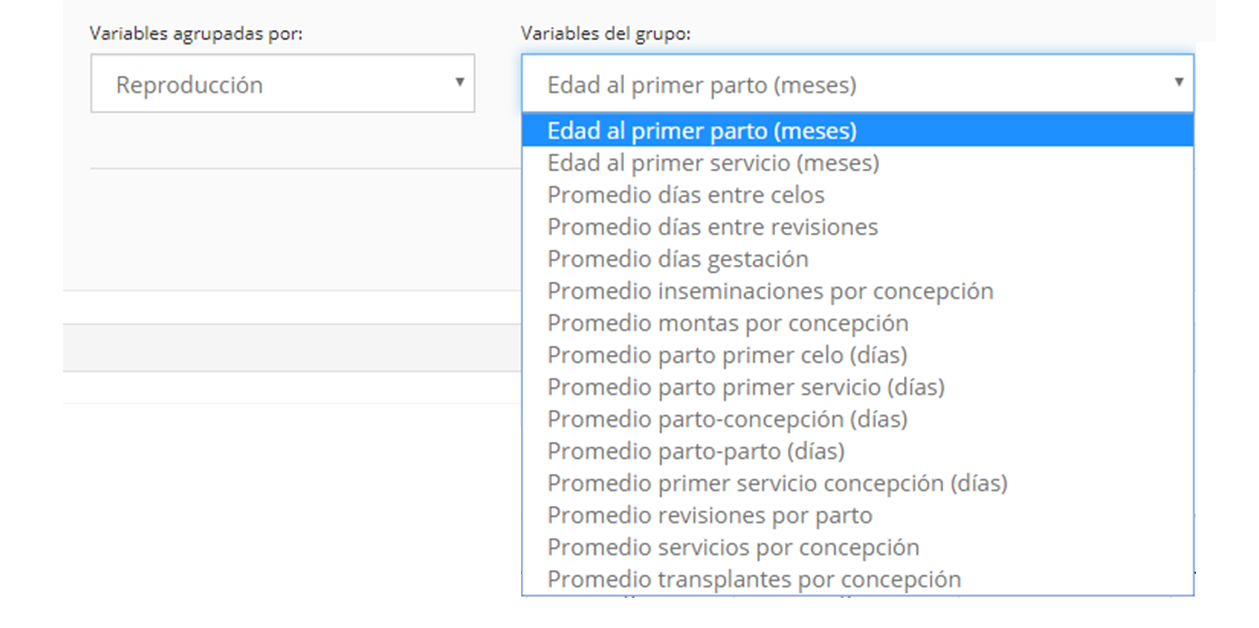 Variables agrupadas por:
Variables del grupo:
Reproducción
Edad al primer parto (meses)
Edad al primer parto (meses)
Edad al primer servicio (meses)
Promedio días entre celos
Promedio días entre revisiones
Promedio días gestación
Promedio inseminaciones por concepción
Promedio montas por concepción
Promedio parto primer celo (días)
Promedio parto primer servicio (días)
Promedio parto-concepción (días)
Promedio parto-parto (días)
Promedio primer servicio concepción (días)
Promedio revisiones por parto
Promedio servicios por concepción
Promedio transplantes por concepción